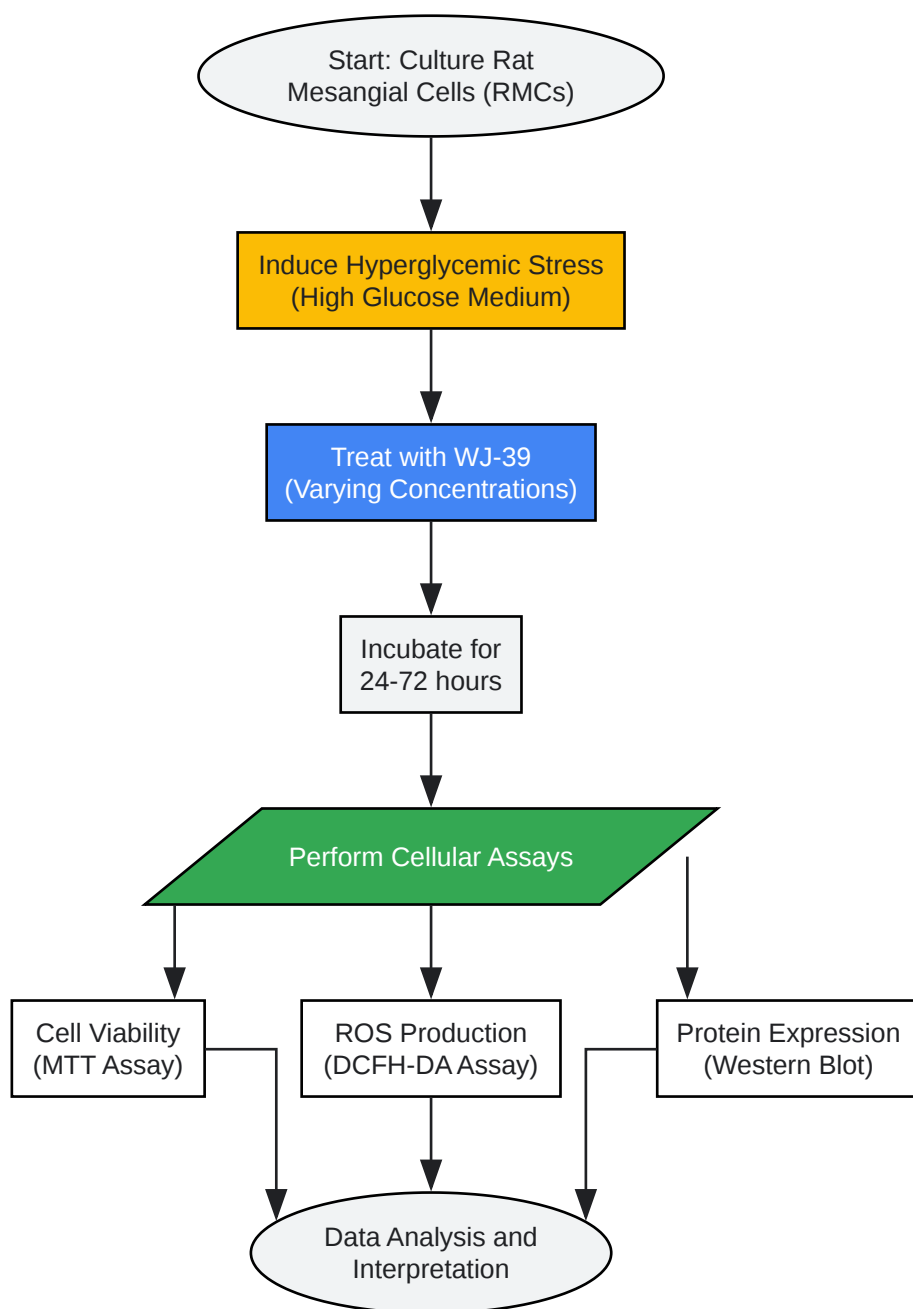 Start: Culture Rat
Mesangial Cells (RMCs)
Induce Hyperglycemic Stress
(High Glucose Medium)
Treat with WJ-39
(Varying Concentrations)
Incubate for
24-72 hours
Perform Cellular Assays
Cell Viability
(MTT Assay)
ROS Production
(DCFH-DA Assay)
Protein Expression
(Western Blot)
Data Analysis and
Interpretation